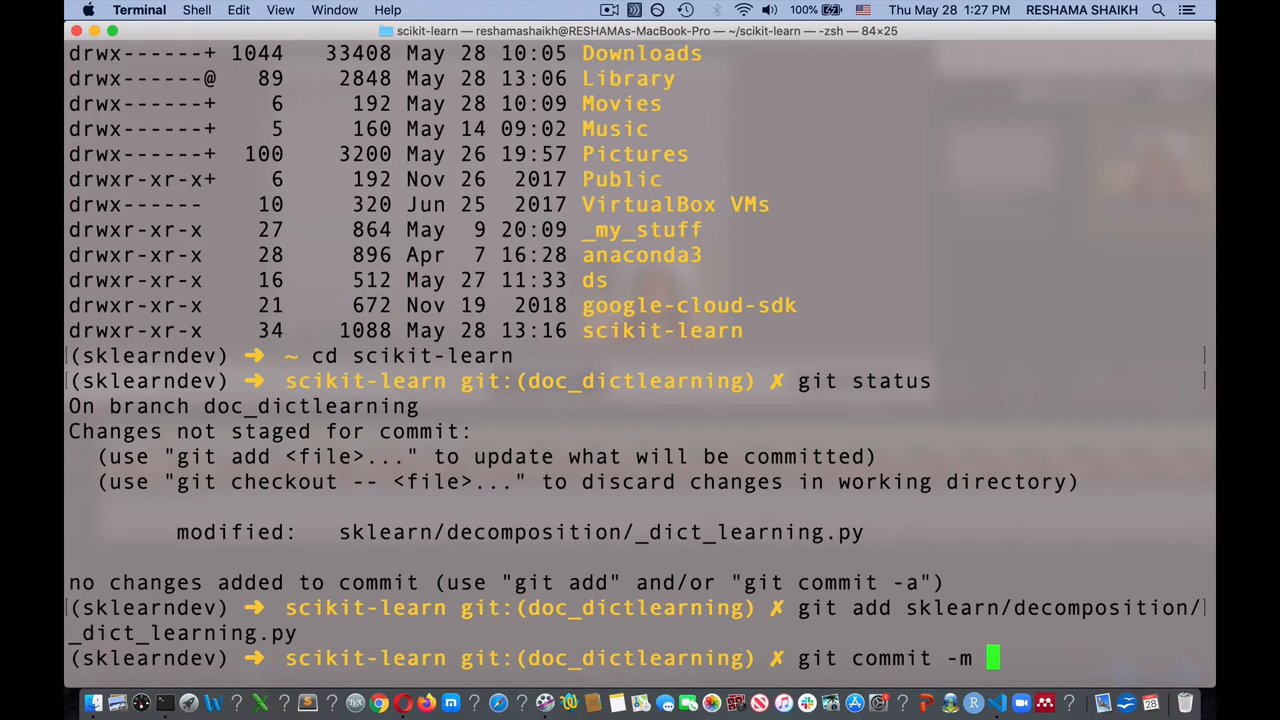 Terminal Shell Edit View Window Help 100% Thu May 28 1:27 PM RESHAMA SHAIKH
scikit-learn — reshamashaikh@RESHAMAs-MacBook-Pro — ~/scikit-learn — -zsh — 84×25
drwx------+ 1044 33408 May 28 10:05 Downloads
drwx------@ 89 2848 May 28 13:06 Library
drwx------+ 6 192 May 28 10:09 Movies
drwx------+ 5 160 May 14 09:02 Music
drwx------+ 100 3200 May 26 19:57 Pictures
drwxr-xr-x+ 6 192 Nov 26 2017 Public
drwx------ 10 320 Jun 25 2017 VirtualBox VMs
drwxr-xr-x 27 864 May 9 20:09 _my_stuff
drwxr-xr-x 28 896 Apr 7 16:28 anaconda3
drwxr-xr-x 16 512 May 27 11:33 ds
drwxr-xr-x 21 672 Nov 19 2018 google-cloud-sdk
drwxr-xr-x 34 1088 May 28 13:16 scikit-learn
(sklearndev) ➜ ~ cd scikit-learn
(sklearndev) ➜ scikit-learn git:(doc_dictlearning) ✗ git status
On branch doc_dictlearning
Changes not staged for commit:
(use "git add <file>..." to update what will be committed)
(use "git checkout -- <file>..." to discard changes in working directory)
modified: sklearn/decomposition/_dict_learning.py
no changes added to commit (use "git add" and/or "git commit -a")
(sklearndev) ➜ scikit-learn git:(doc_dictlearning) ✗ git add sklearn/decomposition/
_dict_learning.py
(sklearndev) ➜ scikit-learn git:(doc_dictlearning) ✗ git commit -m